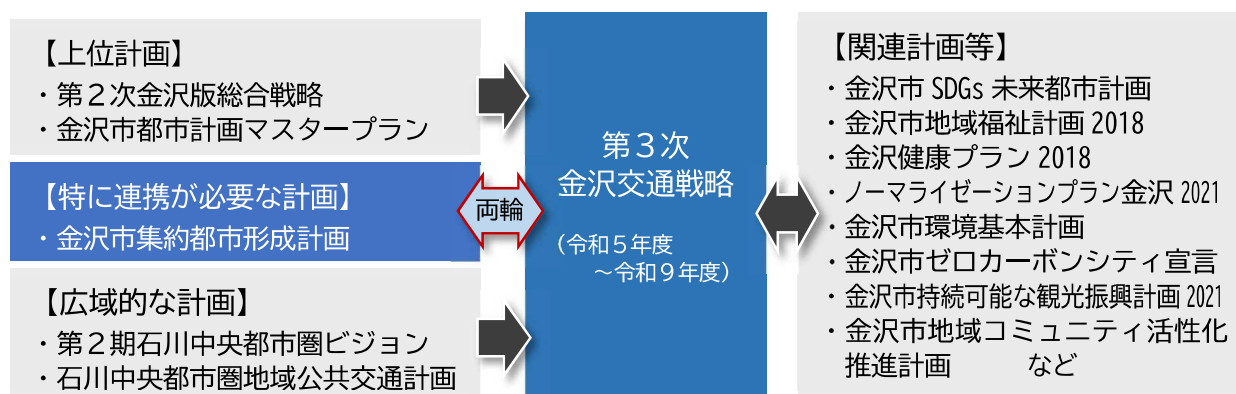 【上位計画】
・第２次金沢版総合戦略
・金沢市都市計画マスタープラン
【特に連携が必要な計画】
・金沢市集約都市形成計画
【広域的な計画】
・第２期石川中央都市圏ビジョン
・石川中央都市圏地域公共交通計画
両輪
第３次
金沢交通戦略
（令和５年度
～令和９年度）
【関連計画等】
・金沢市 SDGs 未来都市計画
・金沢市地域福祉計画 2018
・金沢健康プラン 2018
・ノーマライゼーションプラン金沢 2021
・金沢市環境基本計画
・金沢市ゼロカーボンシティ宣言
・金沢市持続可能な観光振興計画 2021
・金沢市地域コミュニティ活性化
推進計画　　　など